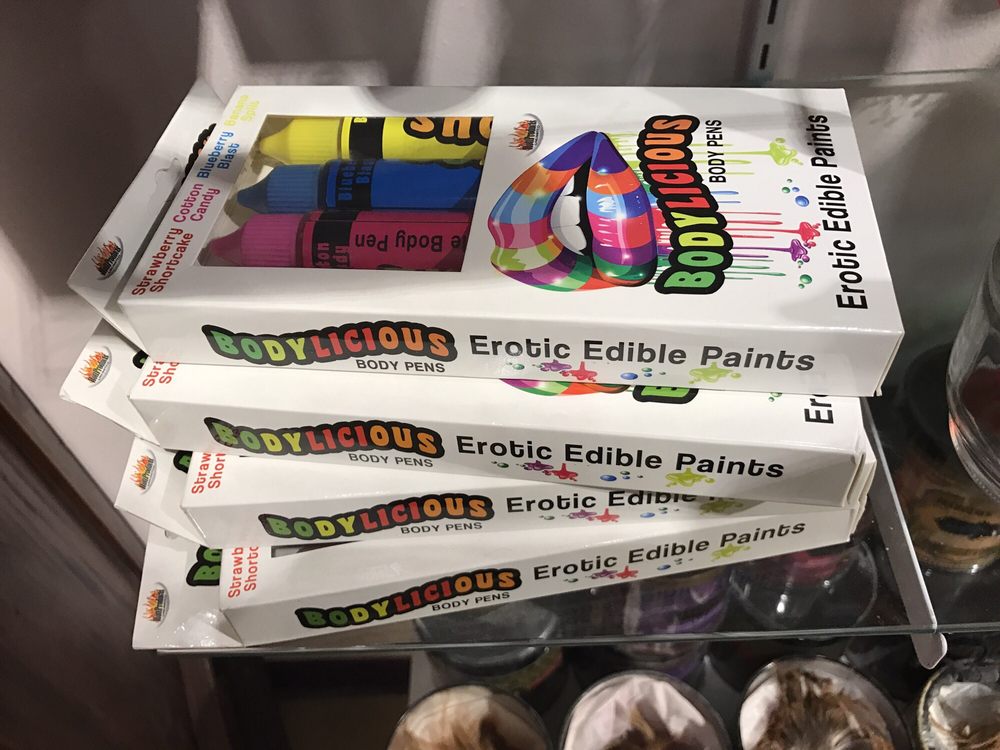 Strawberry
Shortcake
Cotton
Candy
Blueberry
Blast
Banana
Split
Body Pen
BODYLICIOUS
BODY PENS
Erotic Edible Paints
BODYLICIOUS
BODY PENS
Erotic Edible Paints
BODYLICIOUS
BODY PENS
Erotic Edible Paints
BODYLICIOUS
BODY PENS
Erotic Edible
BODYLICIOUS
BODY PENS
Erotic Edible Paints